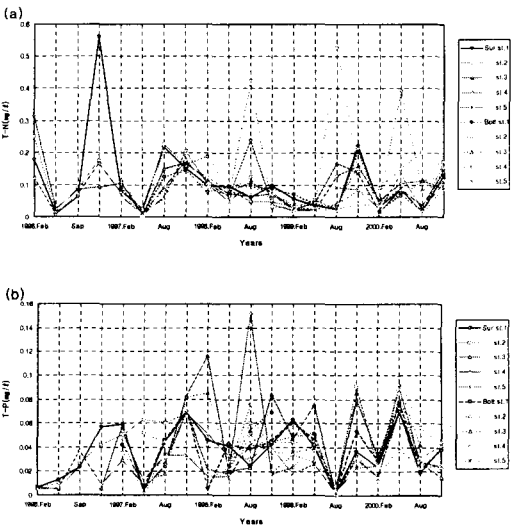 (a)
T-N(mg/ℓ)
0.6
0.5
0.4
0.3
0.2
0.1
0
1996.Feb Sep 1997.Feb Aug 1998.Feb Aug 1999.Feb Aug 2000.Feb Aug
Years
Sur st.1
st.2
st.3
st.4
st.5
Bott st.1
st.2
st.3
st.4
st.5
(b)
T-P(mg/ℓ)
0.16
0.14
0.12
0.1
0.08
0.06
0.04
0.02
0
1996.Feb Sep 1997.Feb Aug 1998.Feb Aug 1999.Feb Aug 2000.Feb Aug
Years
Sur st.1
st.2
st.3
st.4
st.5
Bott st.1
st.2
st.3
st.4
st.5